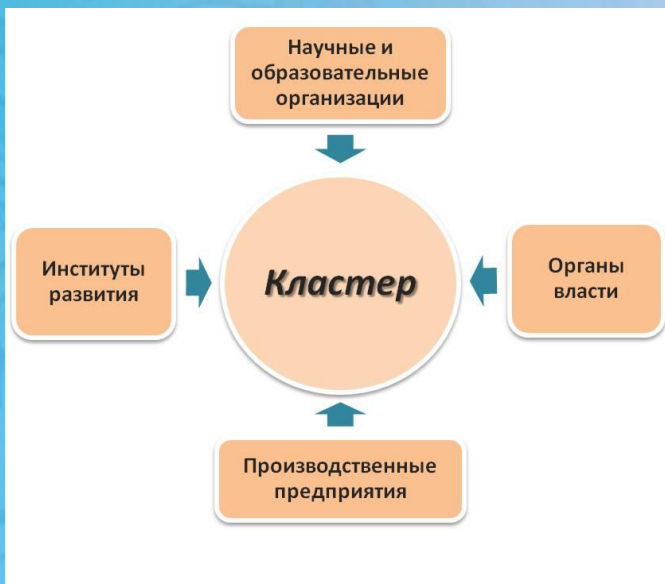 Научные и
образовательные
организации
Институты
развития
Кластер
Органы
власти
Производственные
предприятия